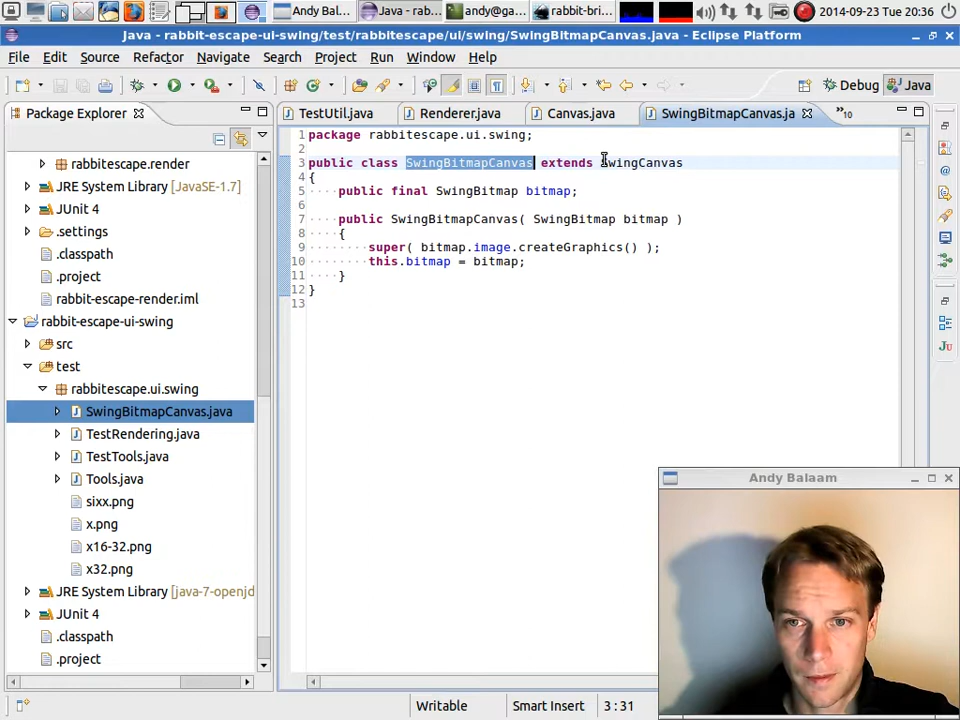 Andy Bal...
Java - rab...
andy@ga...
rabbit-bri...
2014-09-23 Tue 20:36
Java - rabbit-escape-ui-swing/test/rabbitescape/ui/swing/SwingBitmapCanvas.java - Eclipse Platform
File Edit Source Refactor Navigate Search Project Run Window Help
Debug Java
Package Explorer
TestUtil.java Renderer.java Canvas.java SwingBitmapCanvas.ja »10
rabbitescape.render
JRE System Library [JavaSE-1.7]
JUnit 4
.settings
.classpath
.project
rabbit-escape-render.iml
rabbit-escape-ui-swing
src
test
rabbitescape.ui.swing
SwingBitmapCanvas.java
TestRendering.java
TestTools.java
Tools.java
sixx.png
x.png
x16-32.png
x32.png
JRE System Library [java-7-openjd
JUnit 4
.classpath
.project
1 package rabbitescape.ui.swing;
2
3 public class SwingBitmapCanvas extends SwingCanvas
4 {
5 public final SwingBitmap bitmap;
6
7 public SwingBitmapCanvas( SwingBitmap bitmap )
8 {
9 super( bitmap.image.createGraphics() );
10 this.bitmap = bitmap;
11 }
12 }
13
Andy Balaam
Writable Smart Insert 3:31